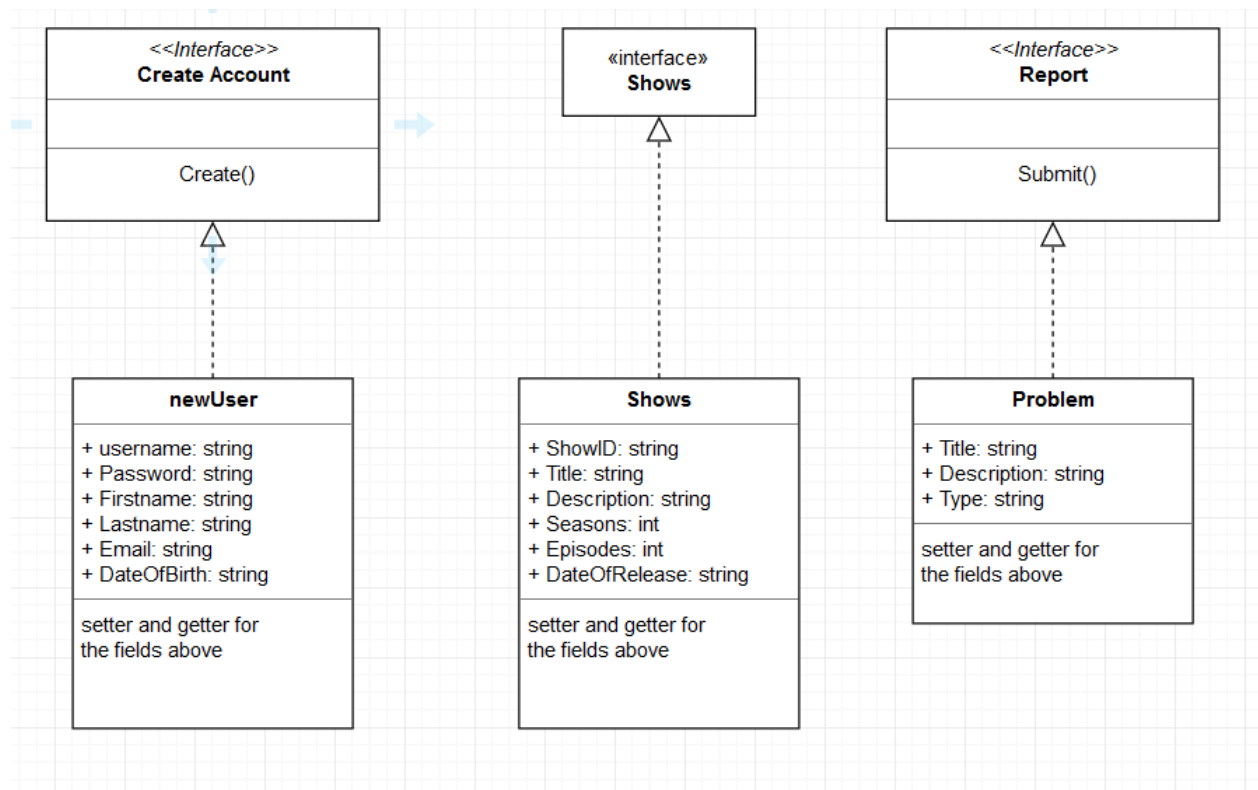 <<Interface>>
Create Account
Create()
«interface»
Shows
<<Interface>>
Report
Submit()
newUser
+ username: string
+ Password: string
+ Firstname: string
+ Lastname: string
+ Email: string
+ DateOfBirth: string
setter and getter for
the fields above
Shows
+ ShowID: string
+ Title: string
+ Description: string
+ Seasons: int
+ Episodes: int
+ DateOfRelease: string
setter and getter for
the fields above
Problem
+ Title: string
+ Description: string
+ Type: string
setter and getter for
the fields above